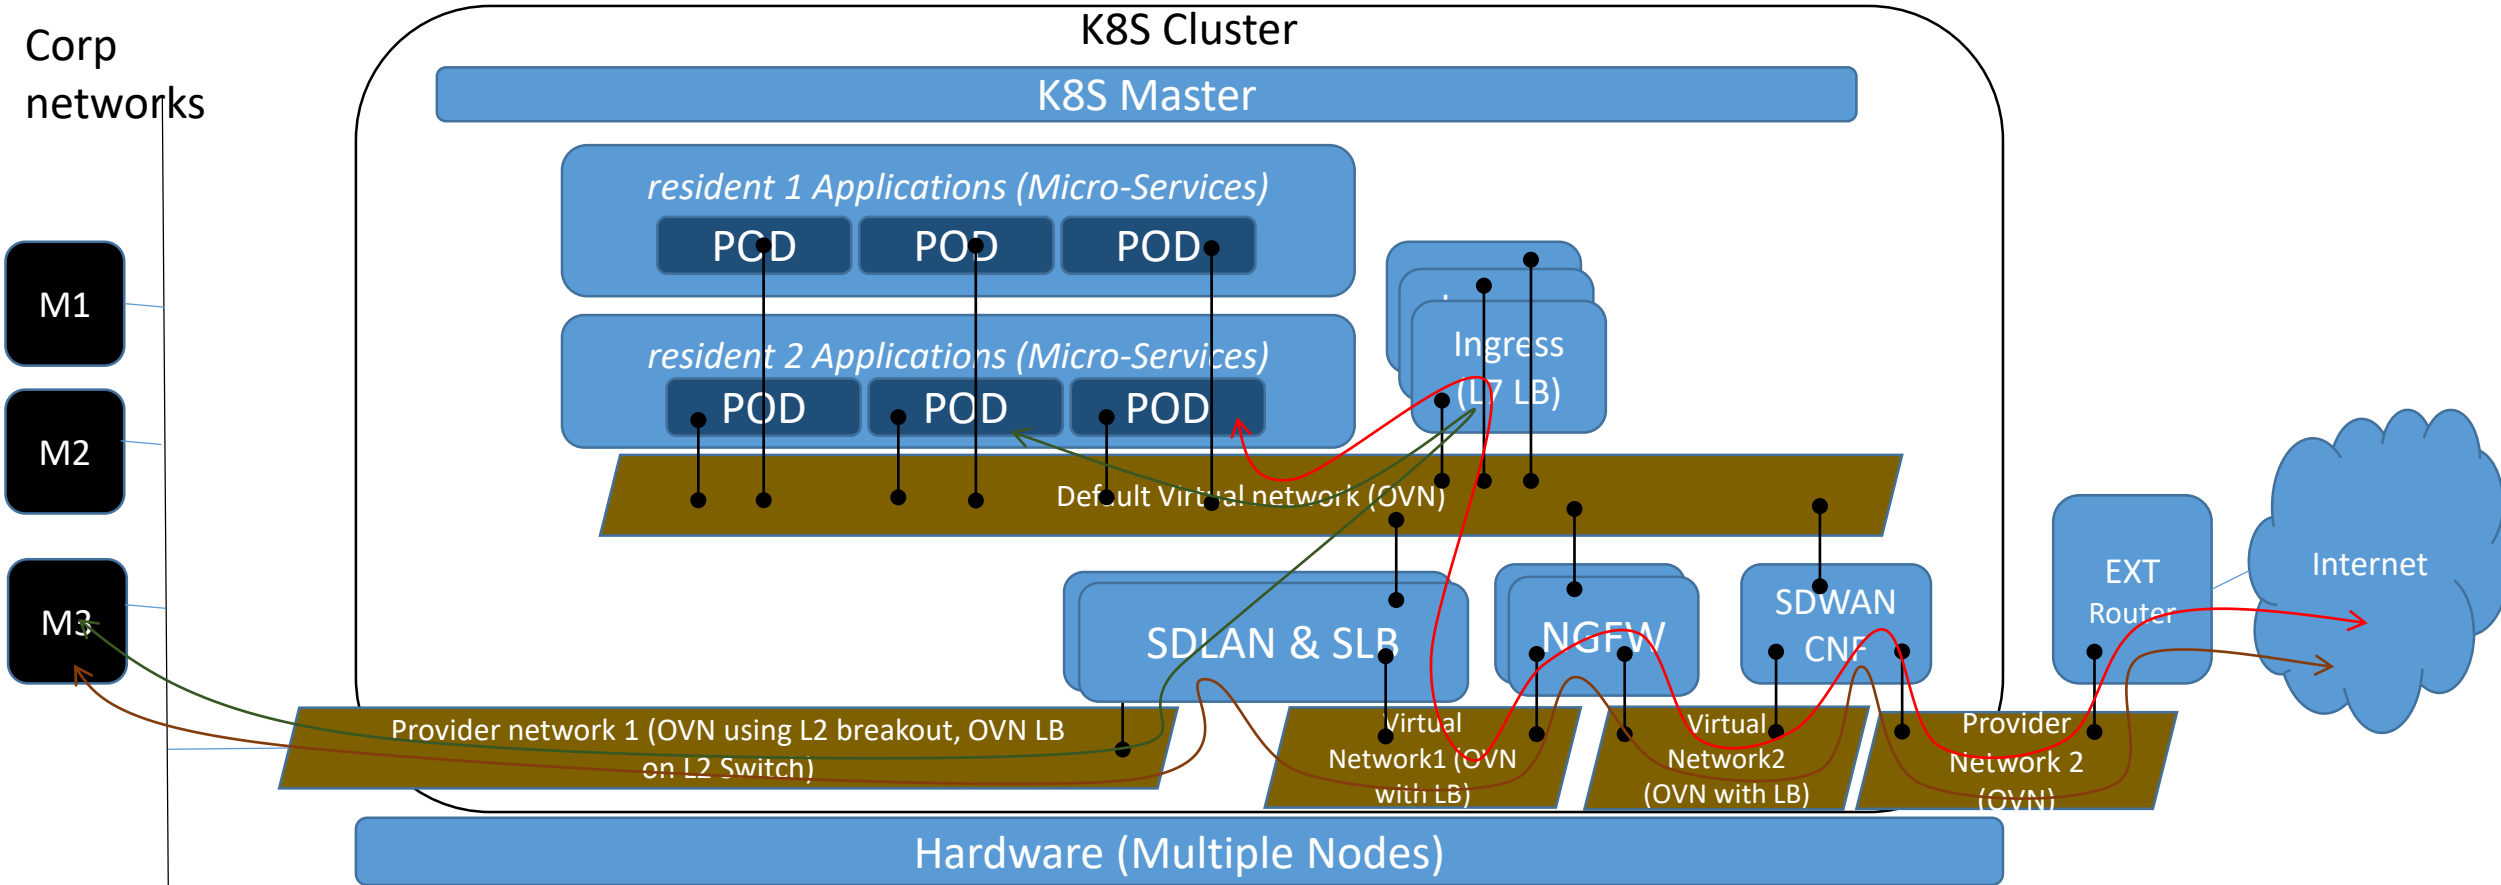 K8S Cluster
Corp
networks
K8S Master
resident 1 Applications (Micro-Services)
POD POD POD
M1
resident 2 Applications (Micro-Services)
POD POD POD
Ingress
(L7 LB)
M2
Default Virtual network (OVN)
M3
SDLAN & SLB
NGFW
SDWAN
CNF
EXT
Router
Internet
Provider network 1 (OVN using L2 breakout, OVN LB
on L2 Switch)
Virtual
Network1 (OVN
with LB)
Virtual
Network2
(OVN with LB)
Provider
Network 2
(OVN)
Hardware (Multiple Nodes)